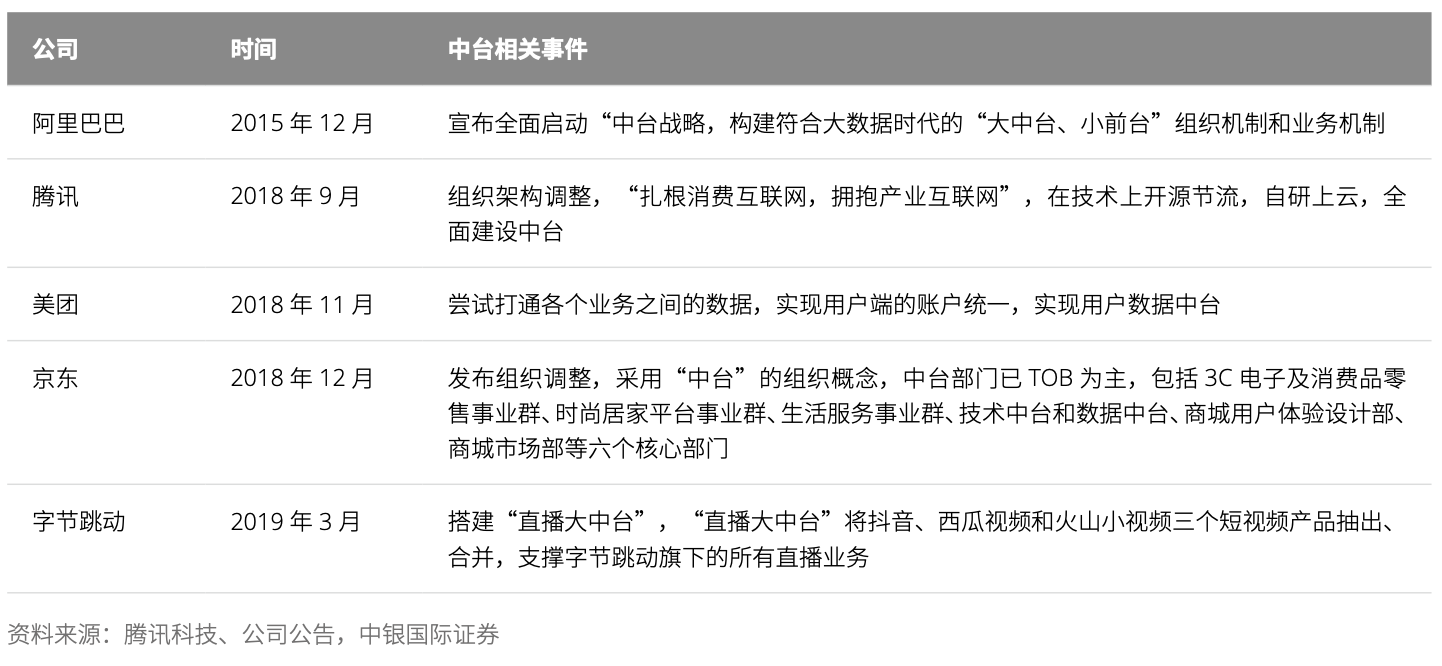 公司 时间 中台相关事件
阿里巴巴 2015 年 12 月 宣布全面启动“中台战略，构建符合大数据时代的“大中台、小前台”组织机制和业务机制
腾讯 2018 年 9 月 组织架构调整，“扎根消费互联网，拥抱产业互联网”，在技术上开源节流，自研上云，全
面建设中台
美团 2018 年 11 月 尝试打通各个业务之间的数据，实现用户端的账户统一，实现用户数据中台
京东 2018 年 12 月 发布组织调整，采用“中台”的组织概念，中台部门已 TOB 为主，包括 3C 电子及消费品零
售事业群、时尚居家平台事业群、生活服务事业群、技术中台和数据中台、商城用户体验设计部、
商城市场部等六个核心部门
字节跳动 2019 年 3 月 搭建“直播大中台”，“直播大中台”将抖音、西瓜视频和火山小视频三个短视频产品抽出、
合并，支撑字节跳动旗下的所有直播业务
资料来源：腾讯科技、公司公告，中银国际证券